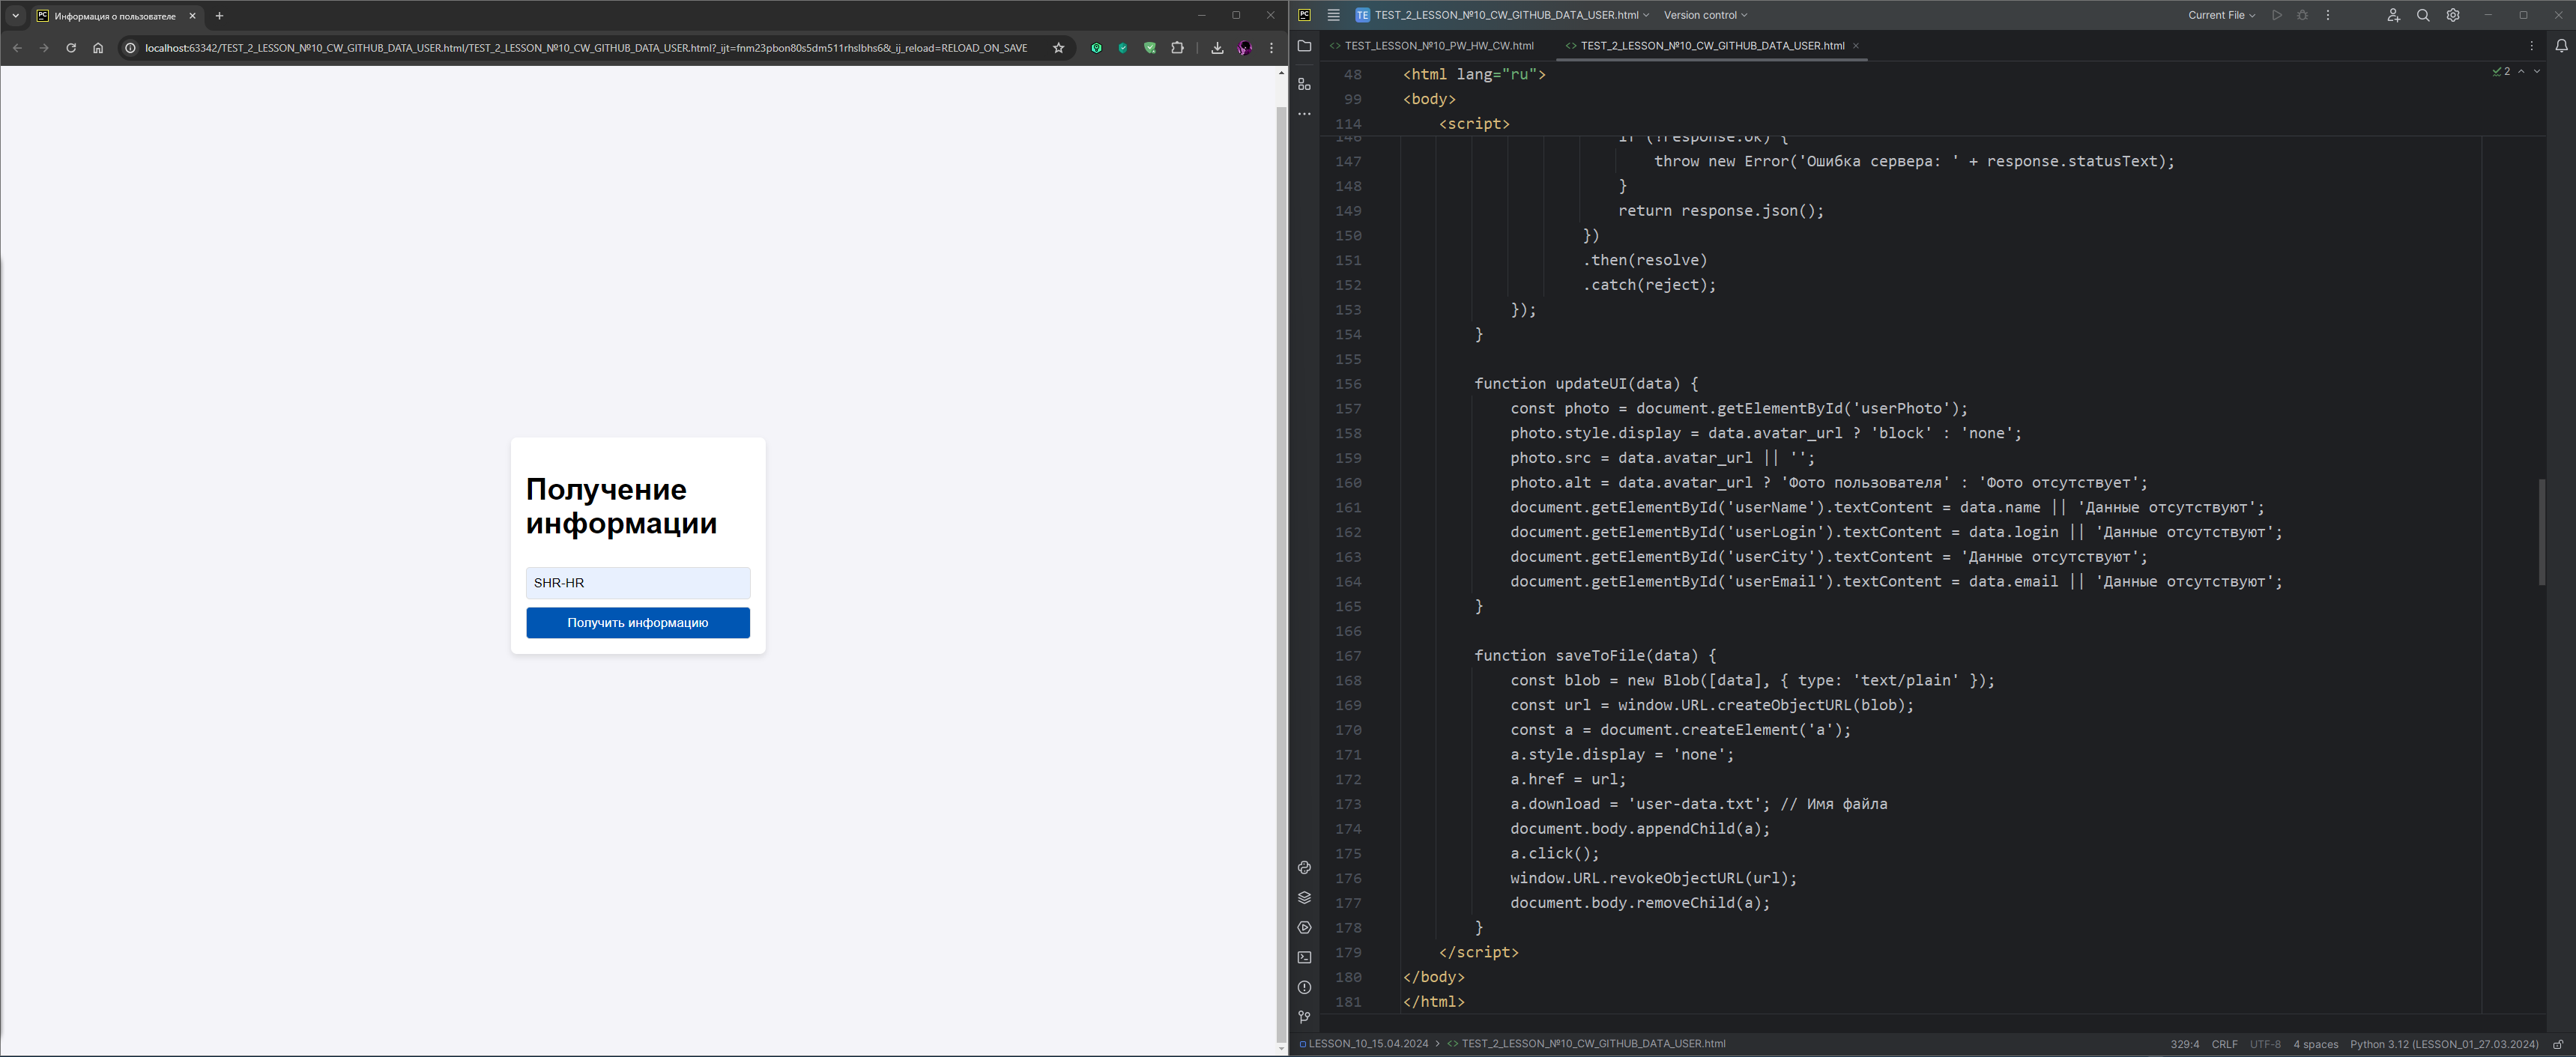 Информация о пользователе
localhost:63342/TEST_2_LESSON_№10_CW_GITHUB_DATA_USER.html/TEST_2_LESSON_№10_CW_GITHUB_DATA_USER.html?_ijt=fnm23pbon80s5dm511rhslbhs6&_ij_reload=RELOAD_ON_SAVE
Получение
информации
SHR-HR
Получить информацию
TE TEST_2_LESSON_№10_CW_GITHUB_DATA_USER.html Version control Current File
TEST_LESSON_№10_PW_HW_CW.html TEST_2_LESSON_№10_CW_GITHUB_DATA_USER.html
2
48 <html lang="ru">
99 <body>
114 <script>
146 if (!response.ok) {
147 throw new Error('Ошибка сервера: ' + response.statusText);
148 }
149 return response.json();
150 })
151 .then(resolve)
152 .catch(reject);
153 });
154 }
155
156 function updateUI(data) {
157 const photo = document.getElementById('userPhoto');
158 photo.style.display = data.avatar_url ? 'block' : 'none';
159 photo.src = data.avatar_url || '';
160 photo.alt = data.avatar_url ? 'Фото пользователя' : 'Фото отсутствует';
161 document.getElementById('userName').textContent = data.name || 'Данные отсутствуют';
162 document.getElementById('userLogin').textContent = data.login || 'Данные отсутствуют';
163 document.getElementById('userCity').textContent = 'Данные отсутствуют';
164 document.getElementById('userEmail').textContent = data.email || 'Данные отсутствуют';
165 }
166
167 function saveToFile(data) {
168 const blob = new Blob([data], { type: 'text/plain' });
169 const url = window.URL.createObjectURL(blob);
170 const a = document.createElement('a');
171 a.style.display = 'none';
172 a.href = url;
173 a.download = 'user-data.txt'; // Имя файла
174 document.body.appendChild(a);
175 a.click();
176 window.URL.revokeObjectURL(url);
177 document.body.removeChild(a);
178 }
179 </script>
180 </body>
181 </html>
LESSON_10_15.04.2024 > TEST_2_LESSON_№10_CW_GITHUB_DATA_USER.html 329:4 CRLF UTF-8 4 spaces Python 3.12 (LESSON_01_27.03.2024)